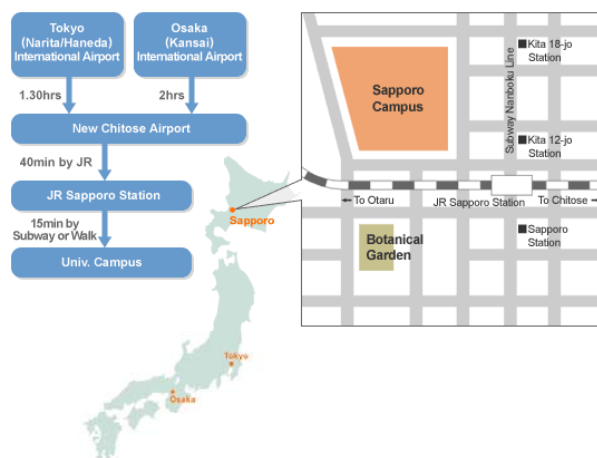 Tokyo
(Narita/Haneda)
International Airport
Osaka
(Kansai)
International Airport
1.30hrs
2hrs
New Chitose Airport
40min by JR
JR Sapporo Station
15min by
Subway or Walk
Univ. Campus
Sapporo
Tokyo
Osaka
Sapporo
Campus
Subway Nanboku Line
Kita 18-jo
Station
Kita 12-jo
Station
To Otaru
JR Sapporo Station
To Chitose
Botanical
Garden
Sapporo
Station